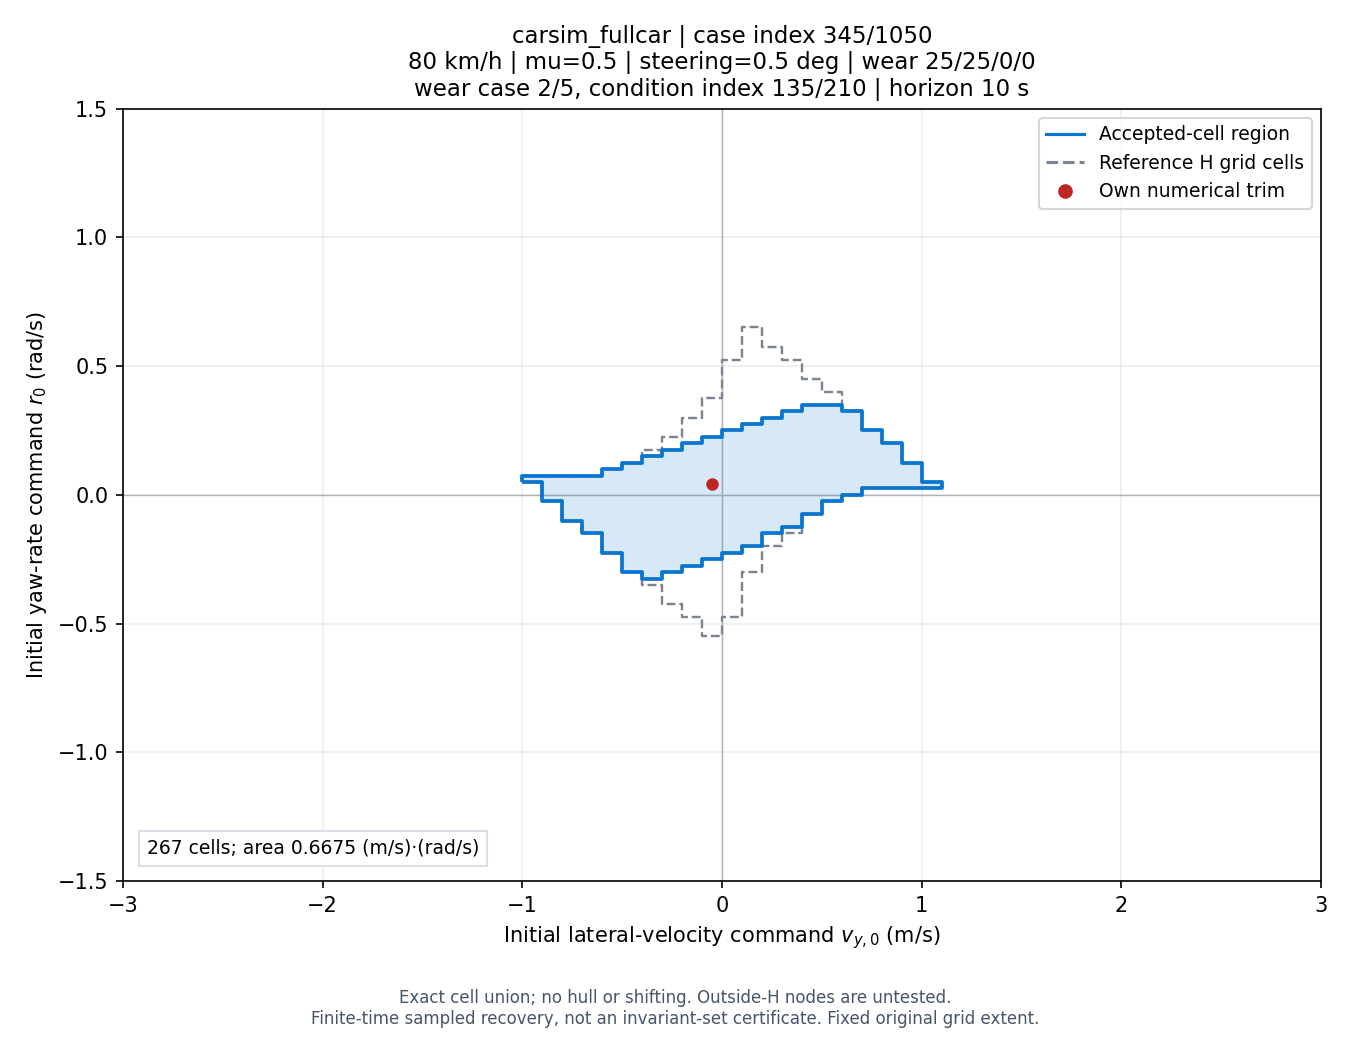 carsim_fullcar | case index 345/1050
80 km/h | mu=0.5 | steering=0.5 deg | wear 25/25/0/0
wear case 2/5, condition index 135/210 | horizon 10 s
Accepted-cell region
Reference H grid cells
Own numerical trim
1.5
1.0
0.5
0.0
−0.5
−1.0
−1.5
Initial yaw-rate command r0 (rad/s)
267 cells; area 0.6675 (m/s)·(rad/s)
−3
−2
−1
0
1
2
3
Initial lateral-velocity command vy,0 (m/s)
Exact cell union; no hull or shifting. Outside-H nodes are untested.
Finite-time sampled recovery, not an invariant-set certificate. Fixed original grid extent.